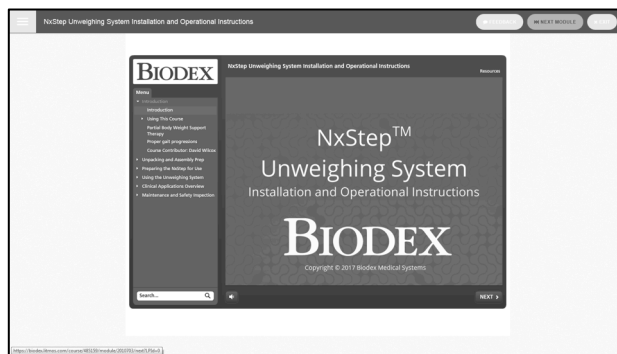 NxStep Unweighing System Installation and Operational Instructions
NEXT MODULE
EXIT
BIODEX
NxStep Unweighing System Installation and Operational Instructions
Resources
Menu
Introduction
Introduction
Using This Course
Partial Body Weight Support
Therapy
Proper gait progressions
Course Contributor: David Wilcox
Unpacking and Assembly Prep
Preparing the NxStep for Use
Using the Unweighing System
Clinical Applications Overview
Maintenance and Safety Inspection
NxStep™
Unweighing System
Installation and Operational Instructions
BIODEX
Copyright © 2017 Biodex Medical Systems
Search...
NEXT >